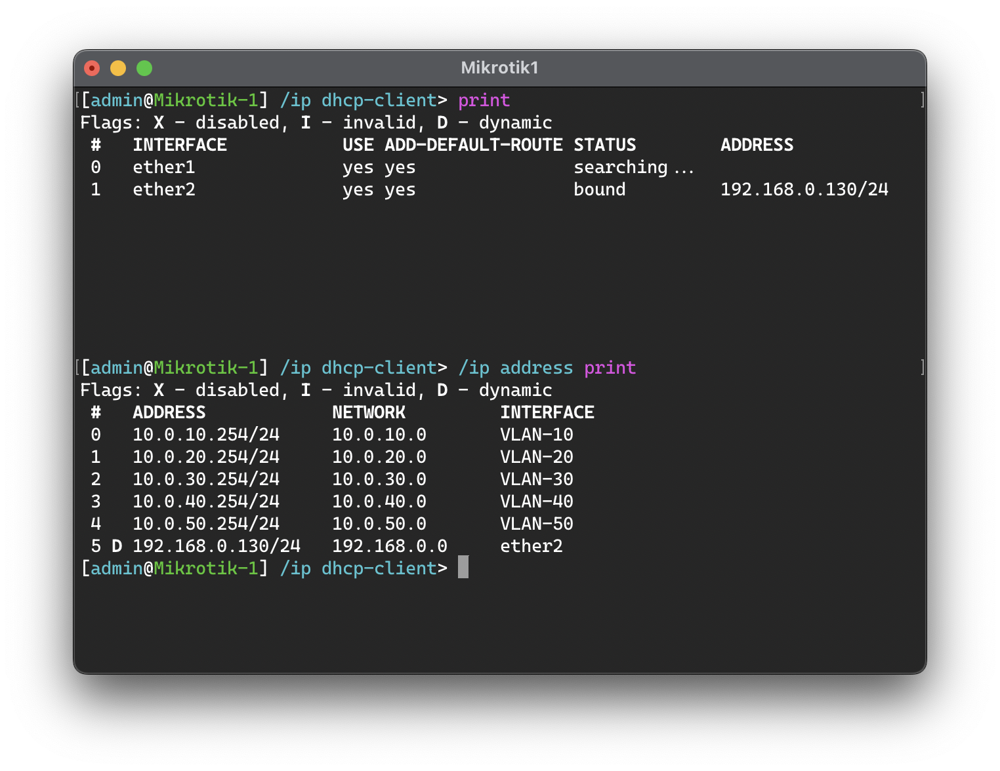 Mikrotik1
[admin@Mikrotik-1] /ip dhcp-client> print
Flags: X - disabled, I - invalid, D - dynamic
 #   INTERFACE           USE ADD-DEFAULT-ROUTE STATUS        ADDRESS
 0   ether1              yes yes               searching...
 1   ether2              yes yes               bound         192.168.0.130/24
[admin@Mikrotik-1] /ip dhcp-client> /ip address print
Flags: X - disabled, I - invalid, D - dynamic
 #   ADDRESS            NETWORK         INTERFACE
 0   10.0.10.254/24     10.0.10.0       VLAN-10
 1   10.0.20.254/24     10.0.20.0       VLAN-20
 2   10.0.30.254/24     10.0.30.0       VLAN-30
 3   10.0.40.254/24     10.0.40.0       VLAN-40
 4   10.0.50.254/24     10.0.50.0       VLAN-50
 5 D 192.168.0.130/24   192.168.0.0     ether2
[admin@Mikrotik-1] /ip dhcp-client>